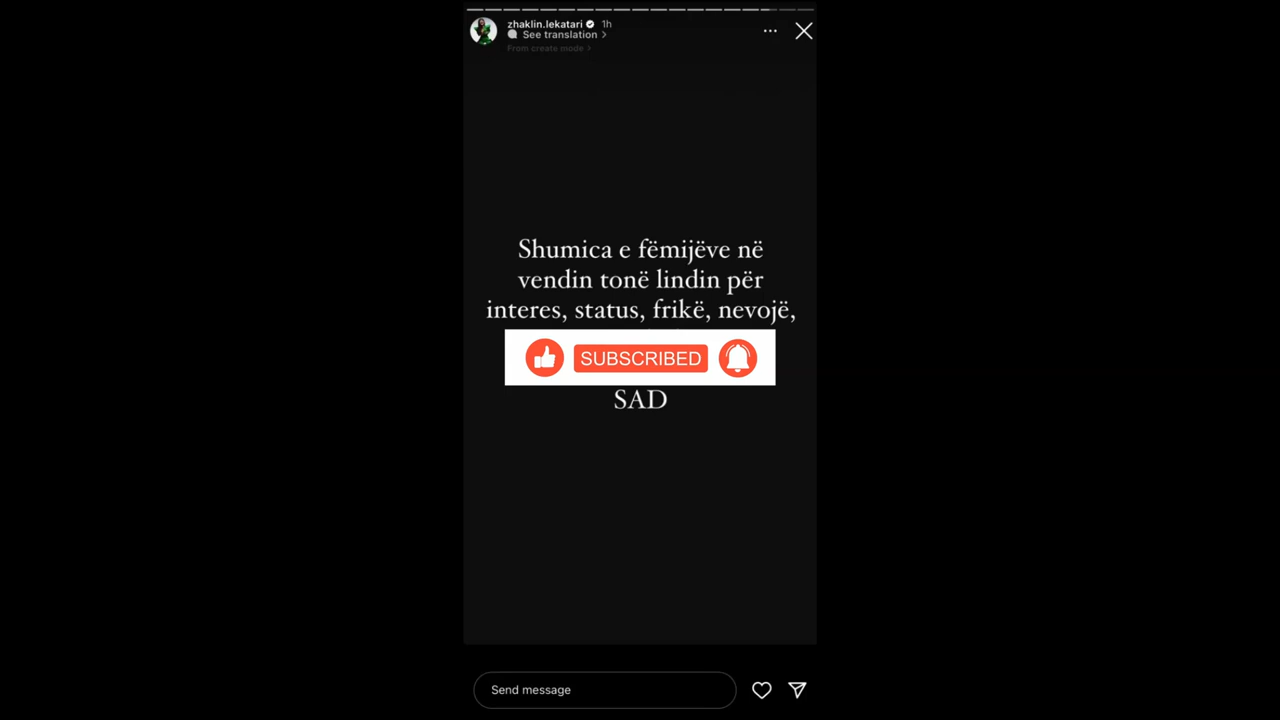 zhaklin.lekatari 1h
See translation >
From create mode >
Shumica e fëmijëve në
vendin tonë lindin për
interes, status, frikë, nevojë,
SUBSCRIBED
SAD
Send message